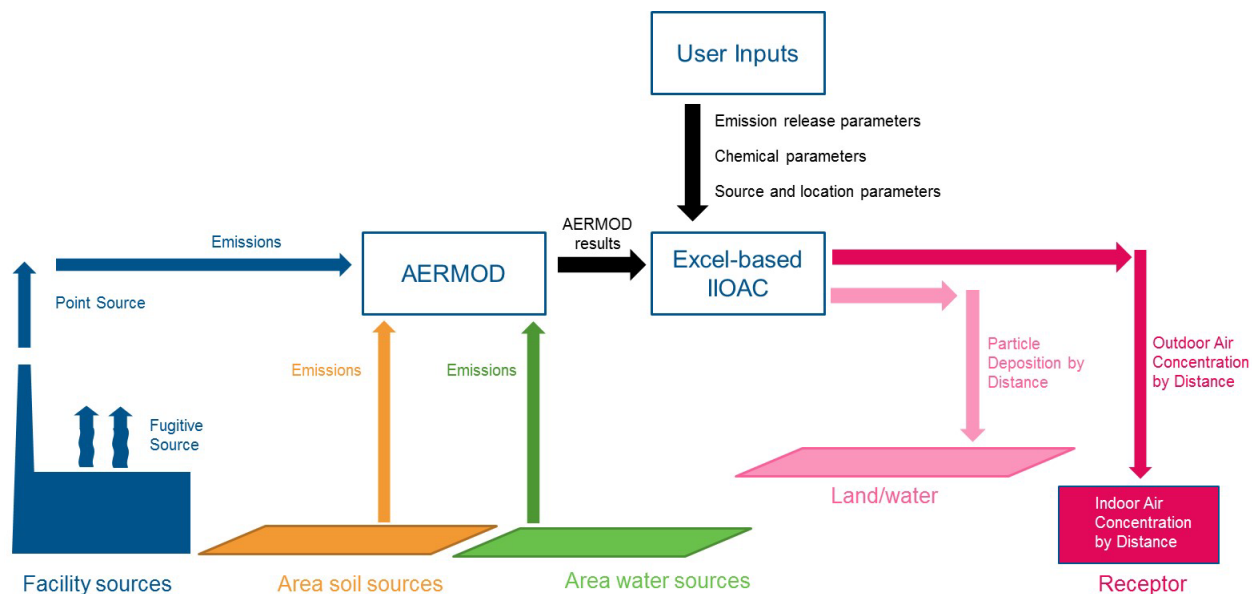 User Inputs
Emission release parameters
Chemical parameters
Source and location parameters
AERMOD
results
Emissions
AERMOD
Excel-based
IIOAC
Point Source
Emissions
Emissions
Particle
Deposition by
Distance
Outdoor Air
Concentration
by Distance
Fugitive
Source
Land/water
Indoor Air
Concentration
by Distance
Facility sources
Area soil sources
Area water sources
Receptor